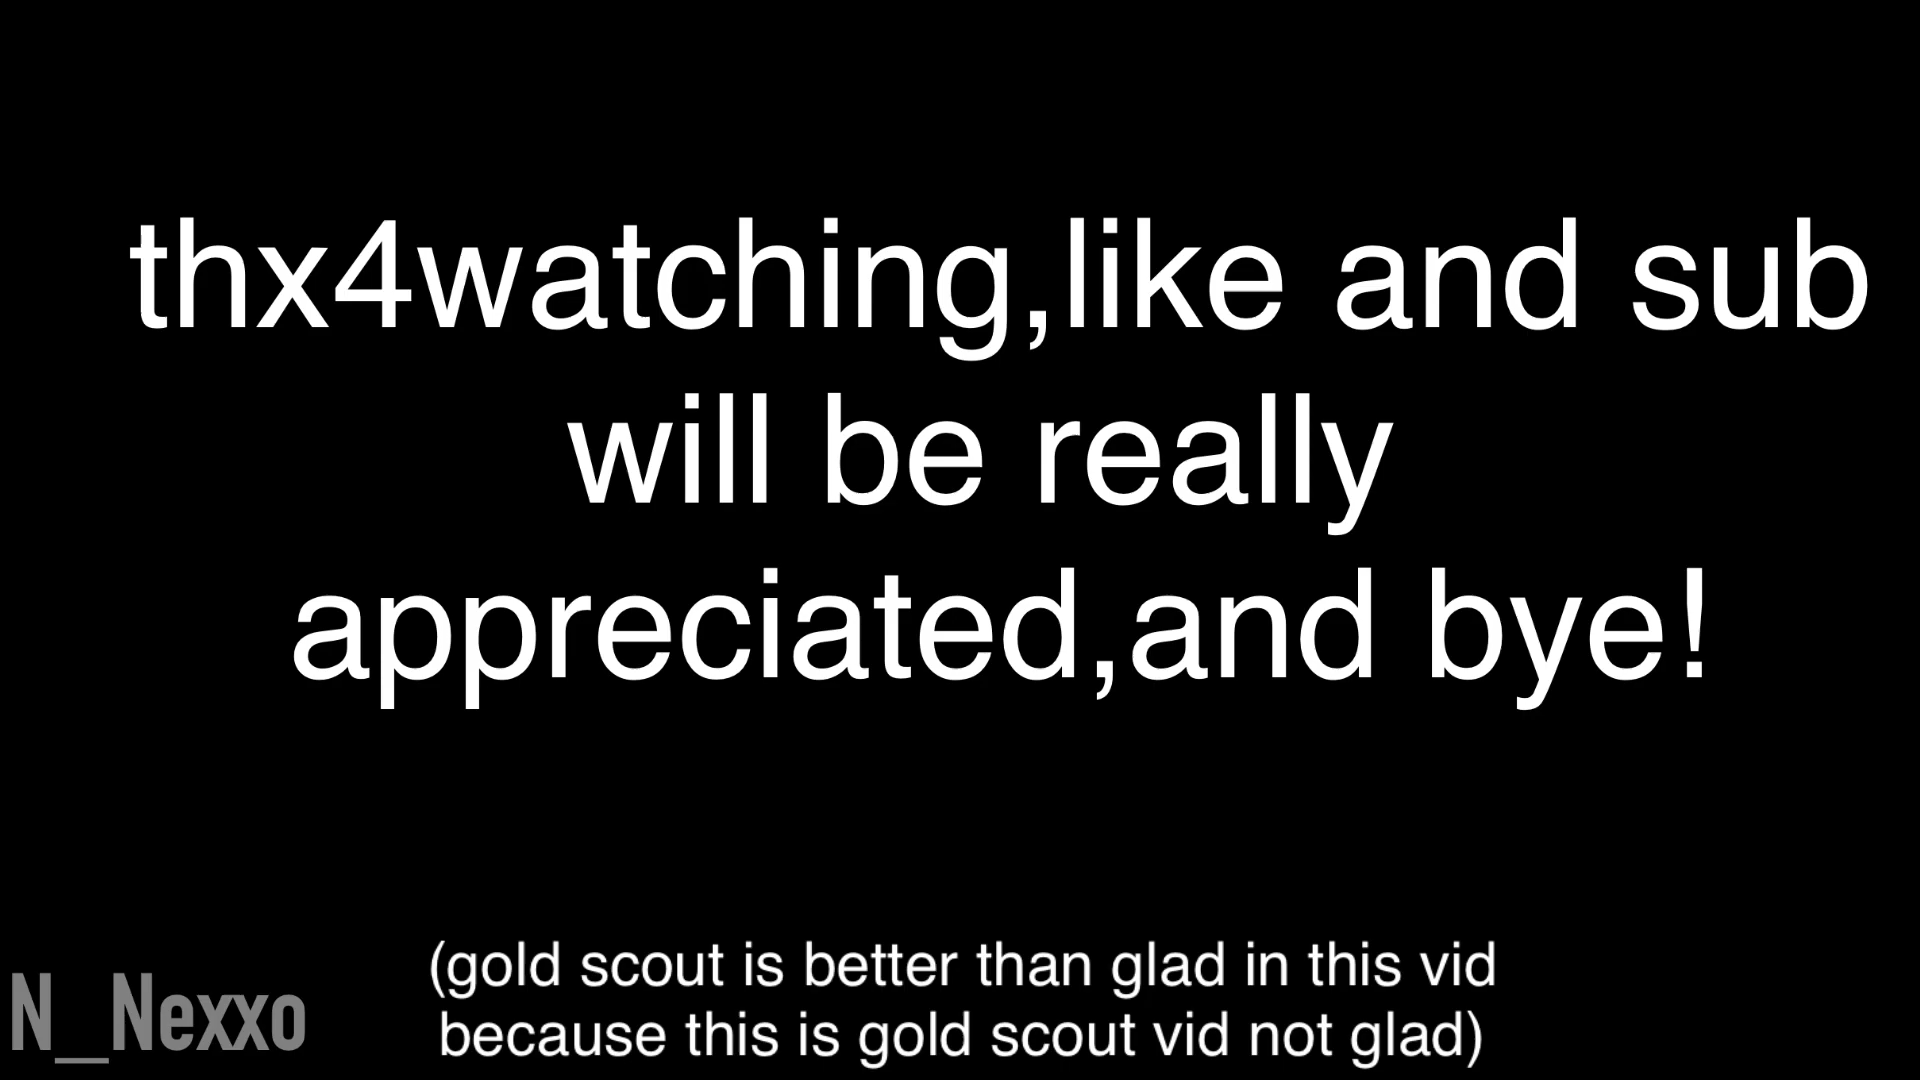 thx4watching,like and sub
will be really
appreciated,and bye!
(gold scout is better than glad in this vid
because this is gold scout vid not glad)
N_Nexxo